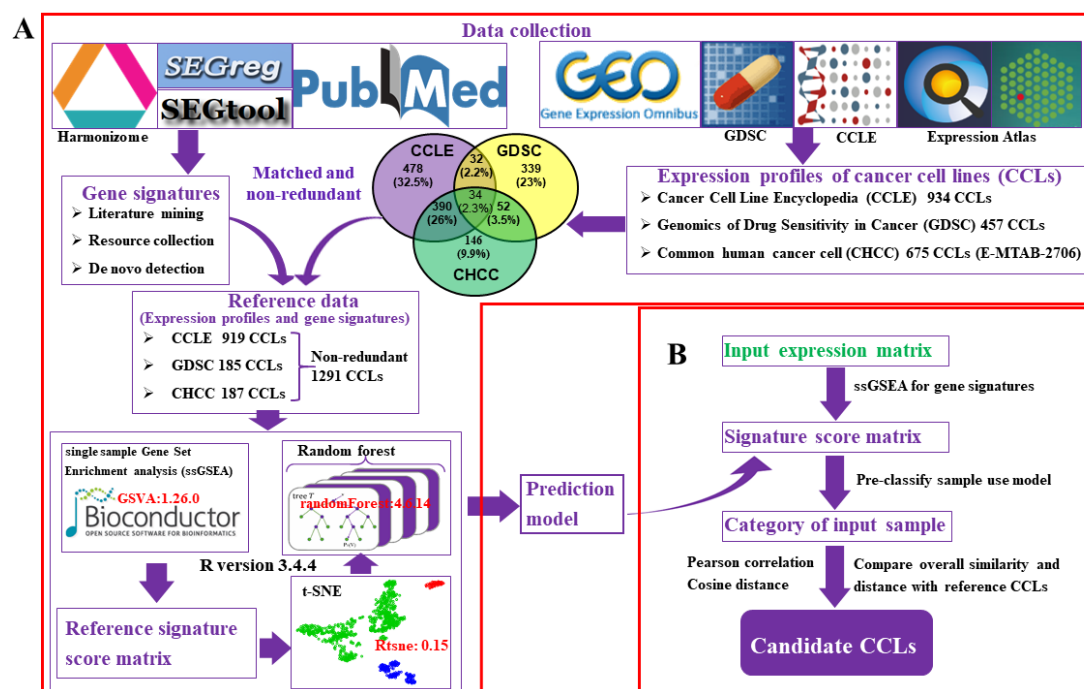 A
Data collection
SEGreg
SEGtool
PubMed
Harmonizome
GEO
Gene Expression Omnibus
GDSC
CCLE
Expression Atlas
Gene signatures
➢ Literature mining
➢ Resource collection
➢ De novo detection
Matched and
non-redundant
CCLE
478
(32.5%)
32
(2.2%)
GDSC
339
(23%)
34
(2.3%)
390
(26%)
52
(3.5%)
146
(9.9%)
CHCC
Expression profiles of cancer cell lines (CCLs)
➢ Cancer Cell Line Encyclopedia (CCLE) 934 CCLs
➢ Genomics of Drug Sensitivity in Cancer (GDSC) 457 CCLs
➢ Common human cancer cell (CHCC) 675 CCLs (E-MTAB-2706)
Reference data
(Expression profiles and gene signatures)
➢ CCLE 919 CCLs
➢ GDSC 185 CCLs
➢ CHCC 187 CCLs
Non-redundant
1291 CCLs
single sample Gene Set
Enrichment analysis (ssGSEA)
GSVA:1.26.0
Bioconductor
OPEN SOURCE SOFTWARE FOR BIOINFORMATICS
Random forest
tree T
randomForest:4.6.14
R version 3.4.4
Reference signature
score matrix
t-SNE
Rtsne: 0.15
Prediction
model
B
Input expression matrix
ssGSEA for gene signatures
Signature score matrix
Pre-classify sample use model
Category of input sample
Pearson correlation
Cosine distance
Compare overall similarity and
distance with reference CCLs
Candidate CCLs